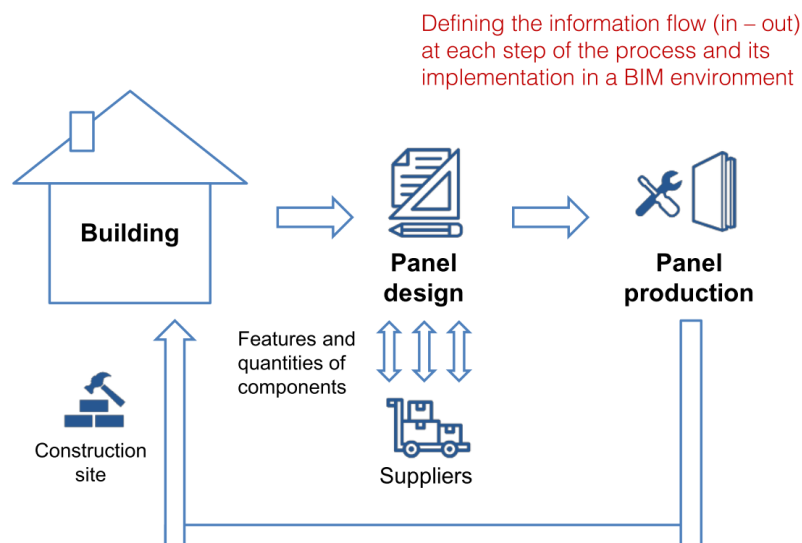 Defining the information flow (in – out)
at each step of the process and its
implementation in a BIM environment
Building
Panel
design
Panel
production
Features and
quantities of
components
Construction
site
Suppliers